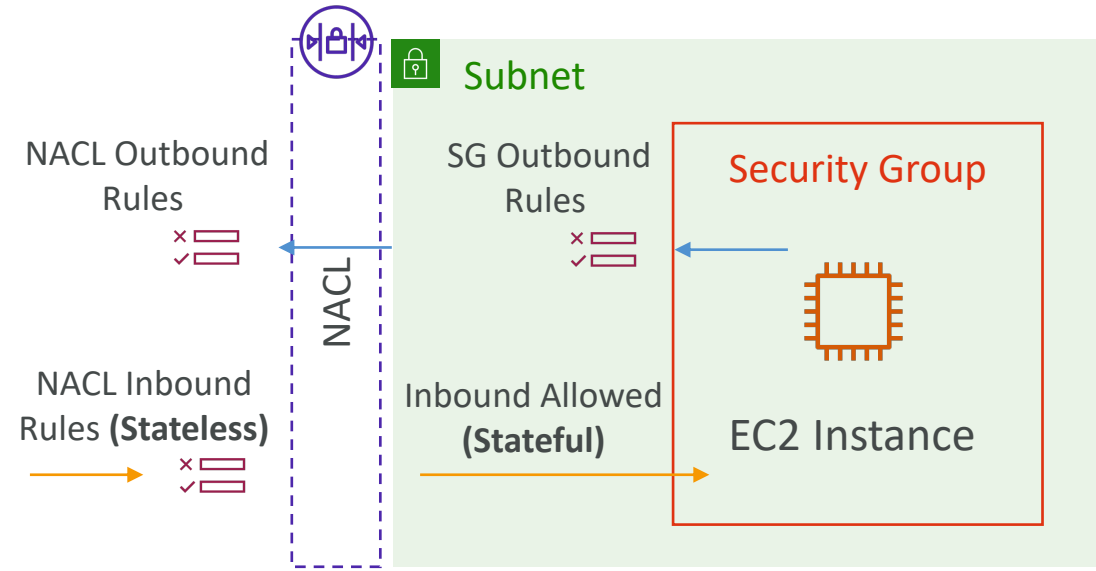 Subnet
NACL Outbound
Rules
SG Outbound
Rules
Security Group
NACL
NACL Inbound
Rules (Stateless)
Inbound Allowed
(Stateful)
EC2 Instance